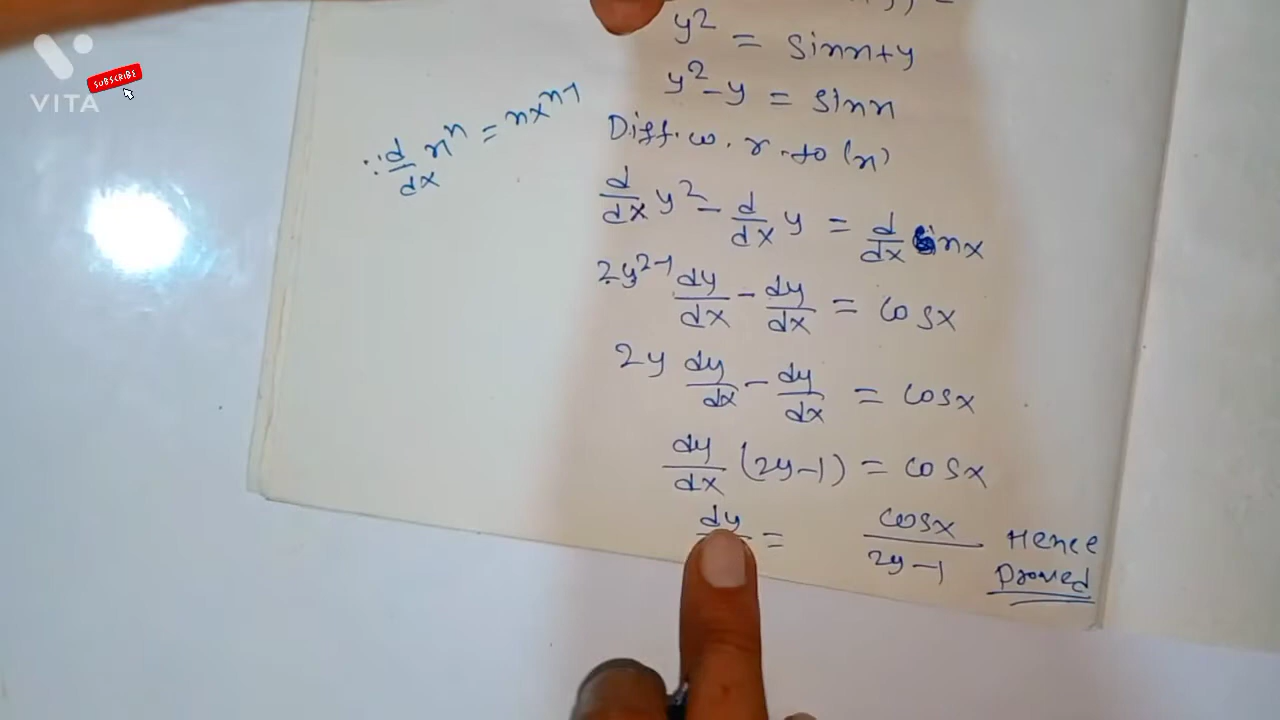 VITA
SUBSCRIBE
y² = sinx+y
y²-y = sinx
Diff. w. r. to (x)
∵ d/dx xⁿ = nxⁿ⁻¹
d/dx y² - d/dx y = d/dx sinx
2y²⁻¹ dy/dx - dy/dx = cosx
2y dy/dx - dy/dx = cosx
dy/dx (2y-1) = cosx
dy = cosx/2y-1 Hence
Proved